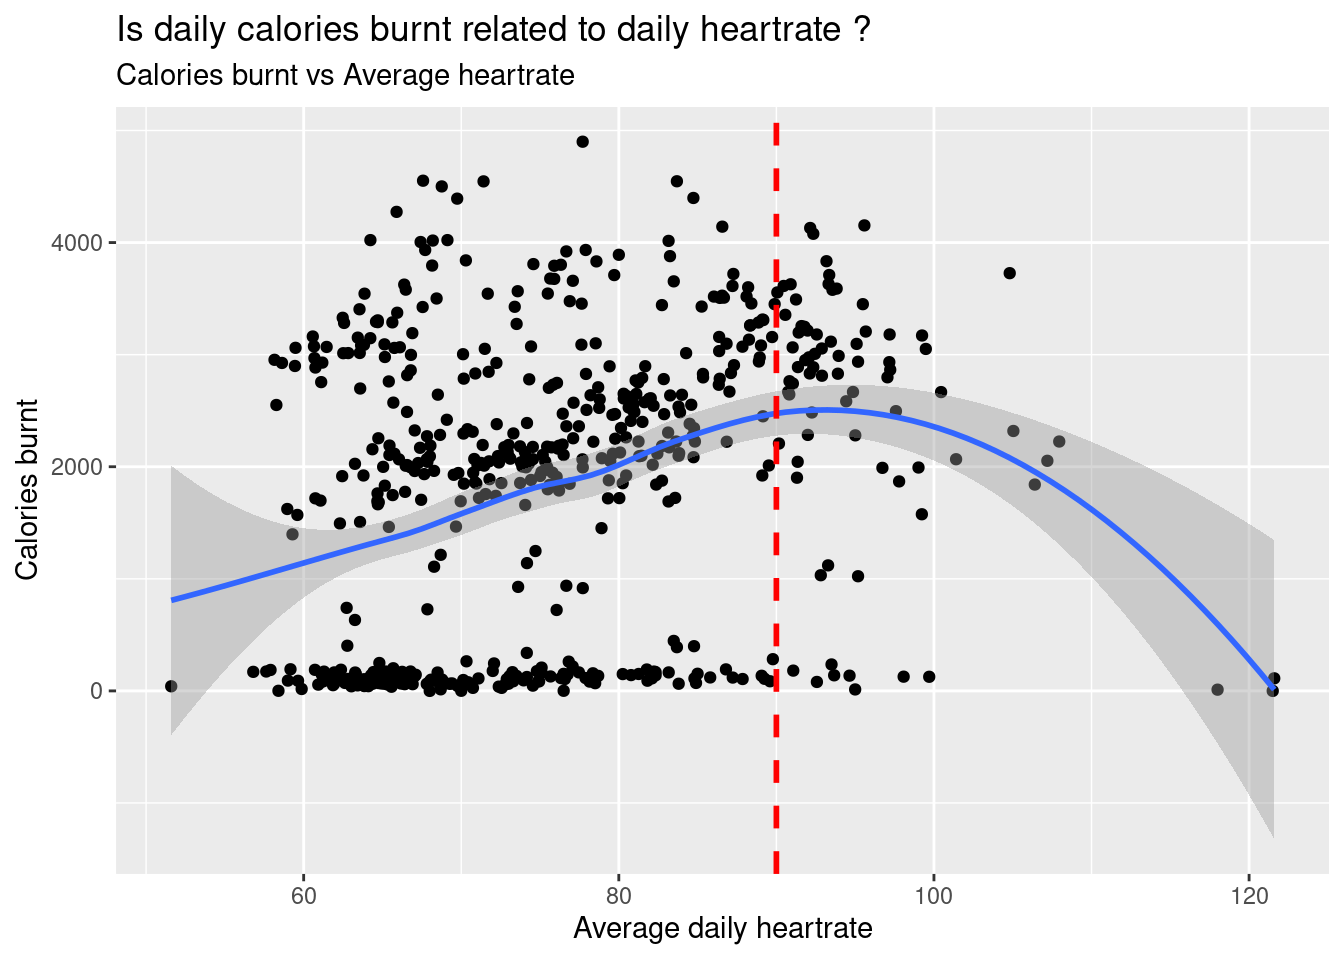 Is daily calories burnt related to daily heartrate ?
Calories burnt vs Average heartrate
Calories burnt
4000
2000
0
60
80
100
120
Average daily heartrate